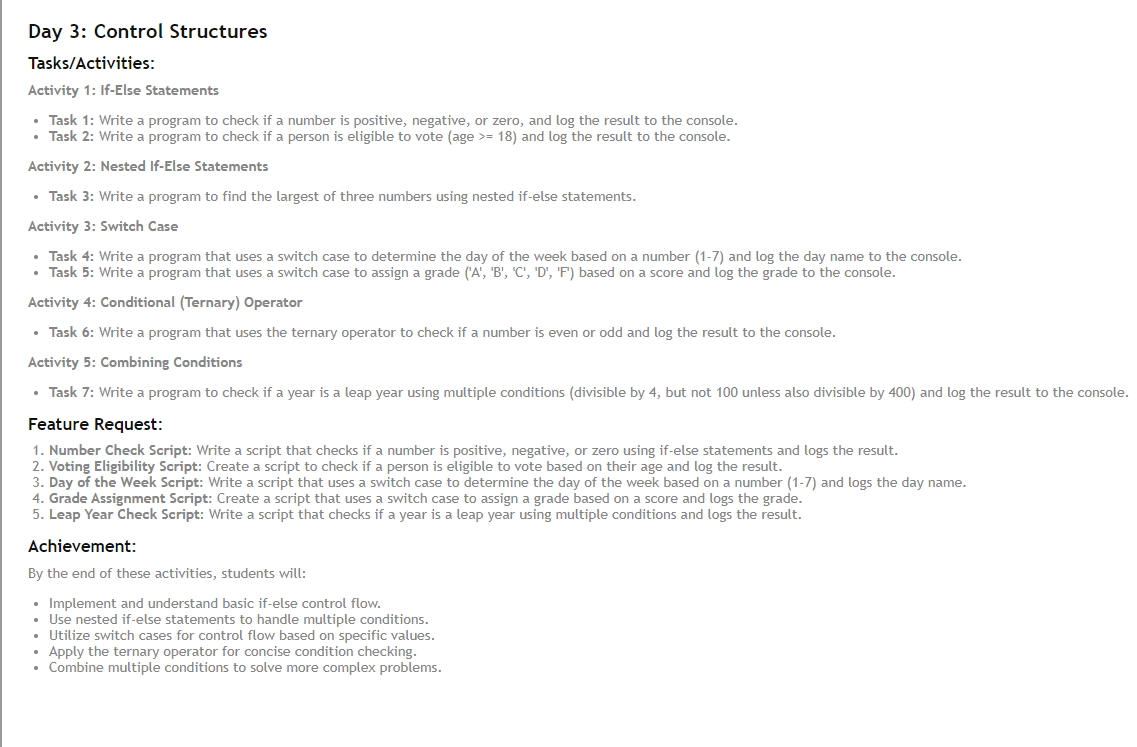 Day 3: Control Structures
Tasks/Activities:
Activity 1: If-Else Statements
• Task 1: Write a program to check if a number is positive, negative, or zero, and log the result to the console.
• Task 2: Write a program to check if a person is eligible to vote (age >= 18) and log the result to the console.
Activity 2: Nested If-Else Statements
• Task 3: Write a program to find the largest of three numbers using nested if-else statements.
Activity 3: Switch Case
• Task 4: Write a program that uses a switch case to determine the day of the week based on a number (1-7) and log the day name to the console.
• Task 5: Write a program that uses a switch case to assign a grade ('A', 'B', 'C', 'D', 'F') based on a score and log the grade to the console.
Activity 4: Conditional (Ternary) Operator
• Task 6: Write a program that uses the ternary operator to check if a number is even or odd and log the result to the console.
Activity 5: Combining Conditions
• Task 7: Write a program to check if a year is a leap year using multiple conditions (divisible by 4, but not 100 unless also divisible by 400) and log the result to the console.
Feature Request:
1. Number Check Script: Write a script that checks if a number is positive, negative, or zero using if-else statements and logs the result.
2. Voting Eligibility Script: Create a script to check if a person is eligible to vote based on their age and log the result.
3. Day of the Week Script: Write a script that uses a switch case to determine the day of the week based on a number (1-7) and logs the day name.
4. Grade Assignment Script: Create a script that uses a switch case to assign a grade based on a score and logs the grade.
5. Leap Year Check Script: Write a script that checks if a year is a leap year using multiple conditions and logs the result.
Achievement:
By the end of these activities, students will:
• Implement and understand basic if-else control flow.
• Use nested if-else statements to handle multiple conditions.
• Utilize switch cases for control flow based on specific values.
• Apply the ternary operator for concise condition checking.
• Combine multiple conditions to solve more complex problems.